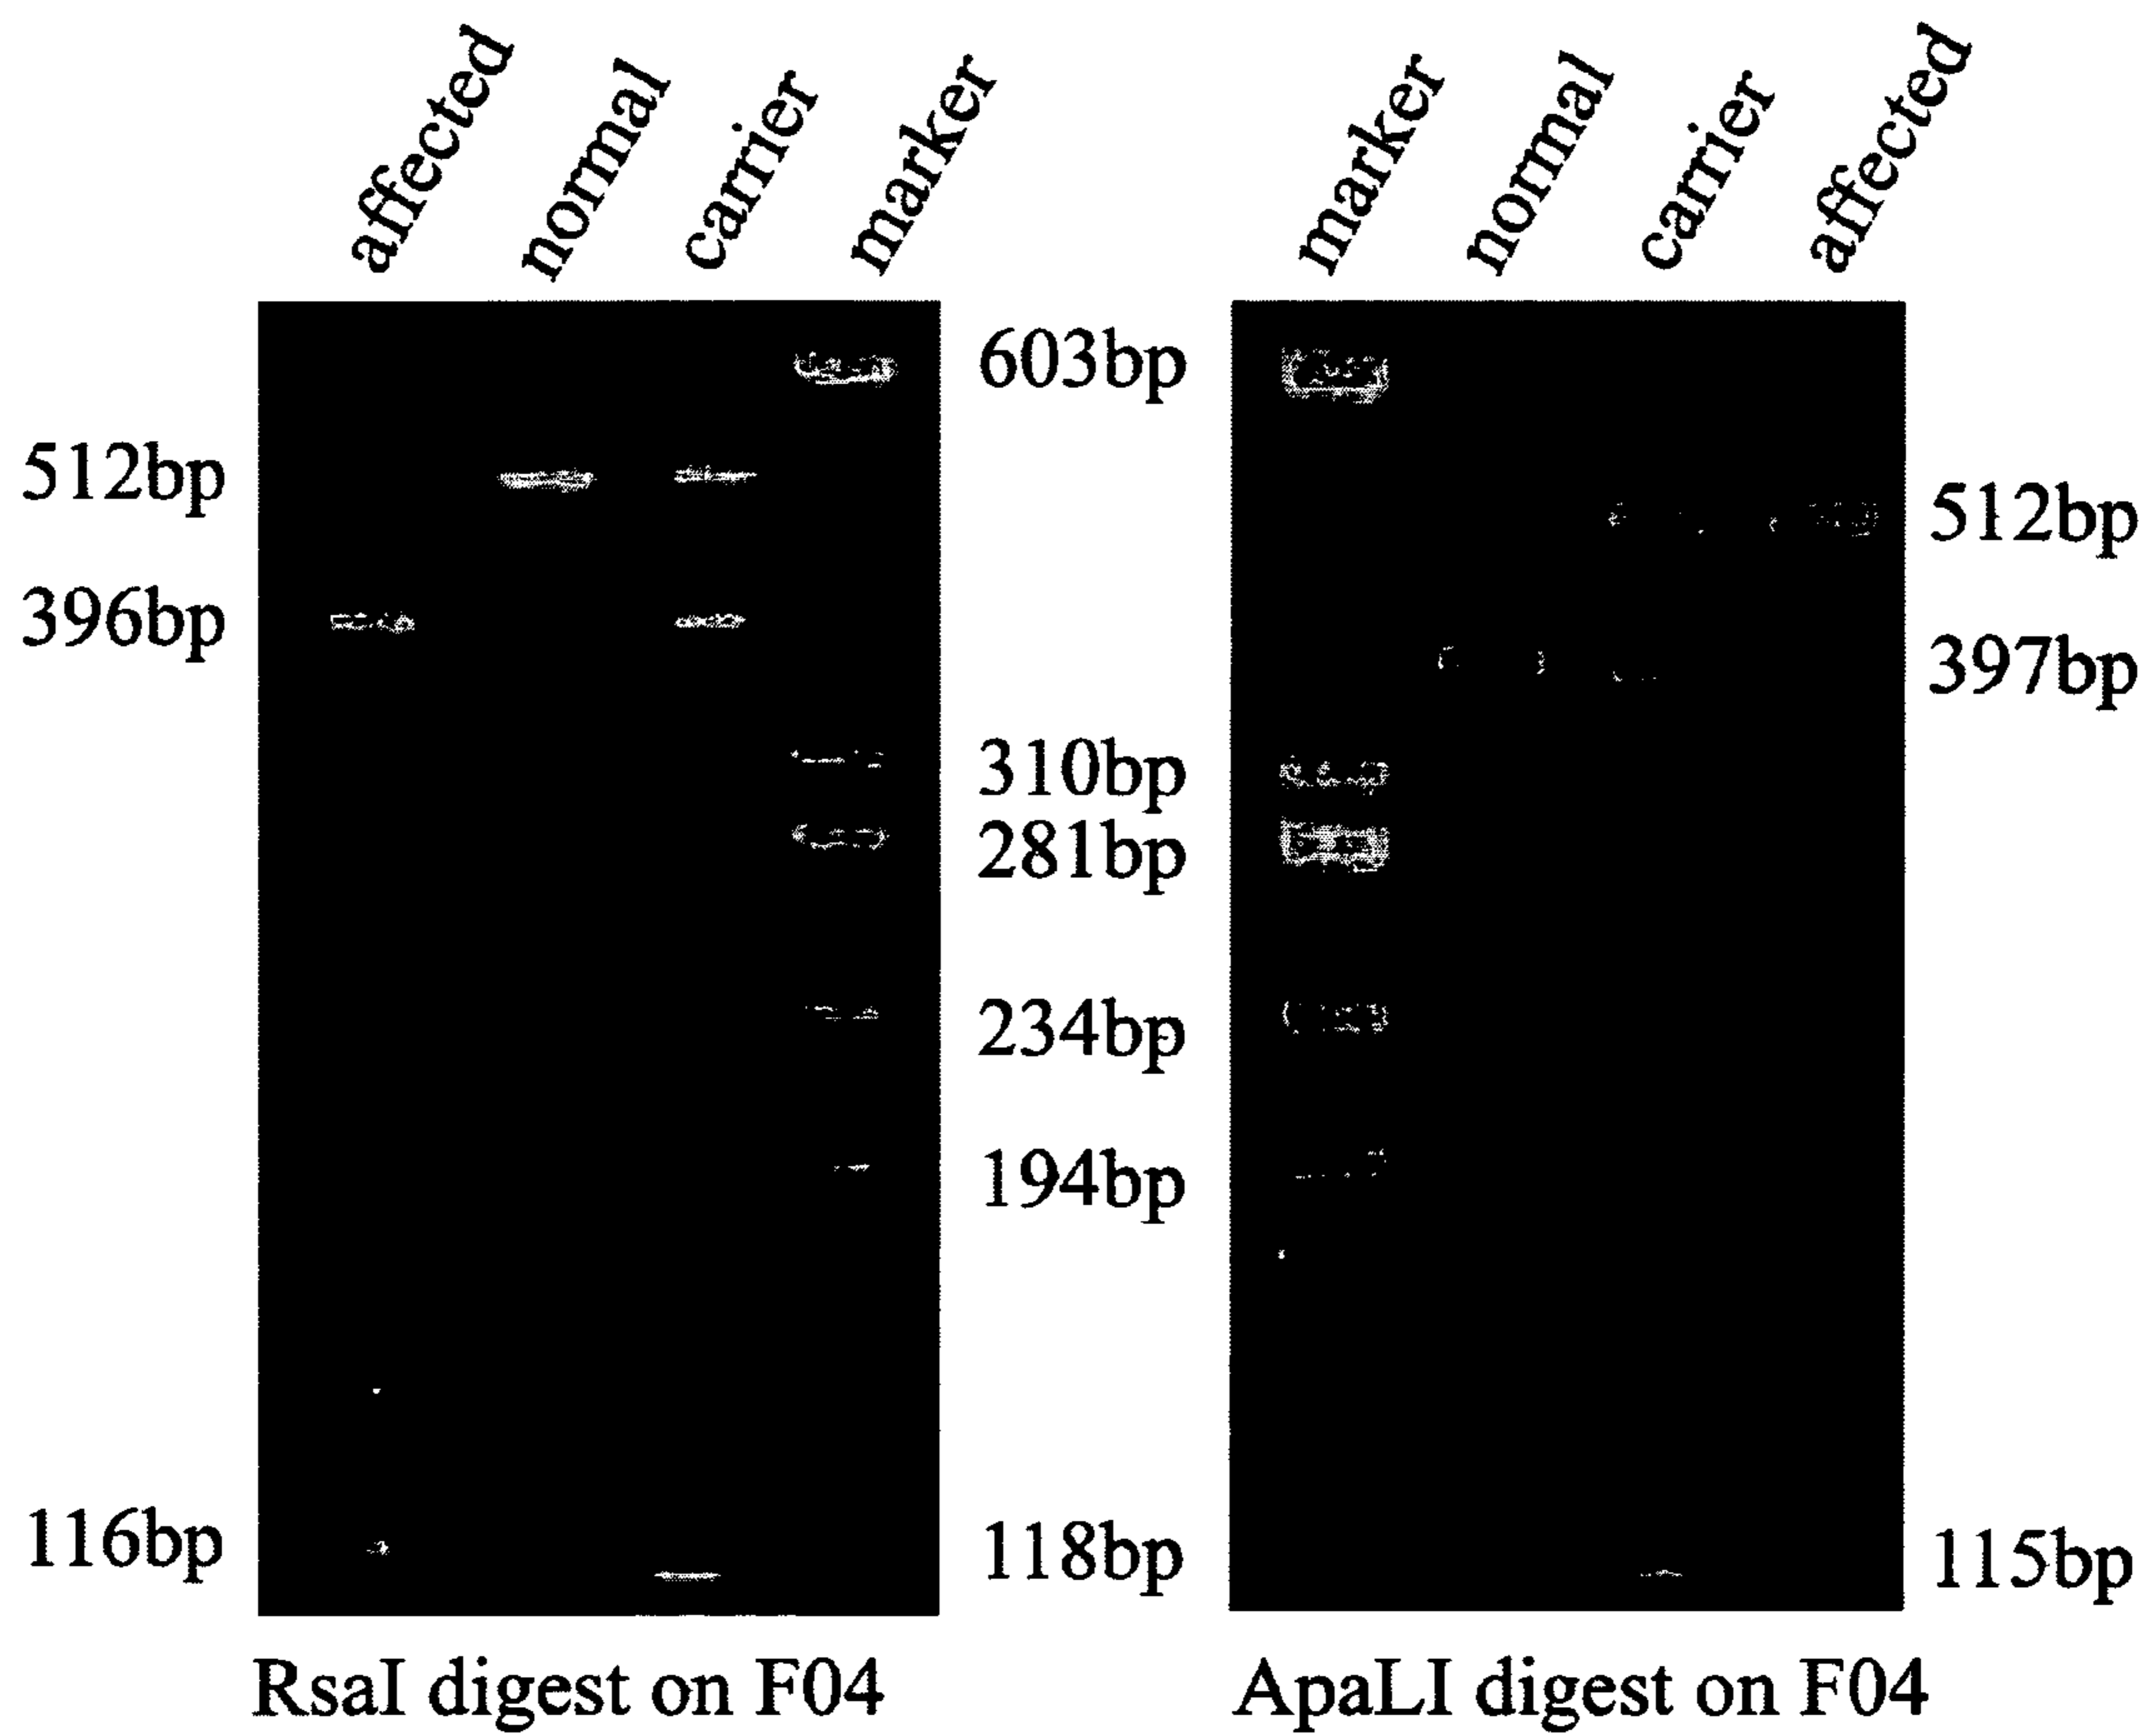 affected normal carrier marker marker normal carrier affected
603bp
512bp 512bp
396bp 397bp
310bp
281bp
234bp
194bp
116bp 118bp 115bp
RsaI digest on F04 ApaLI digest on F04